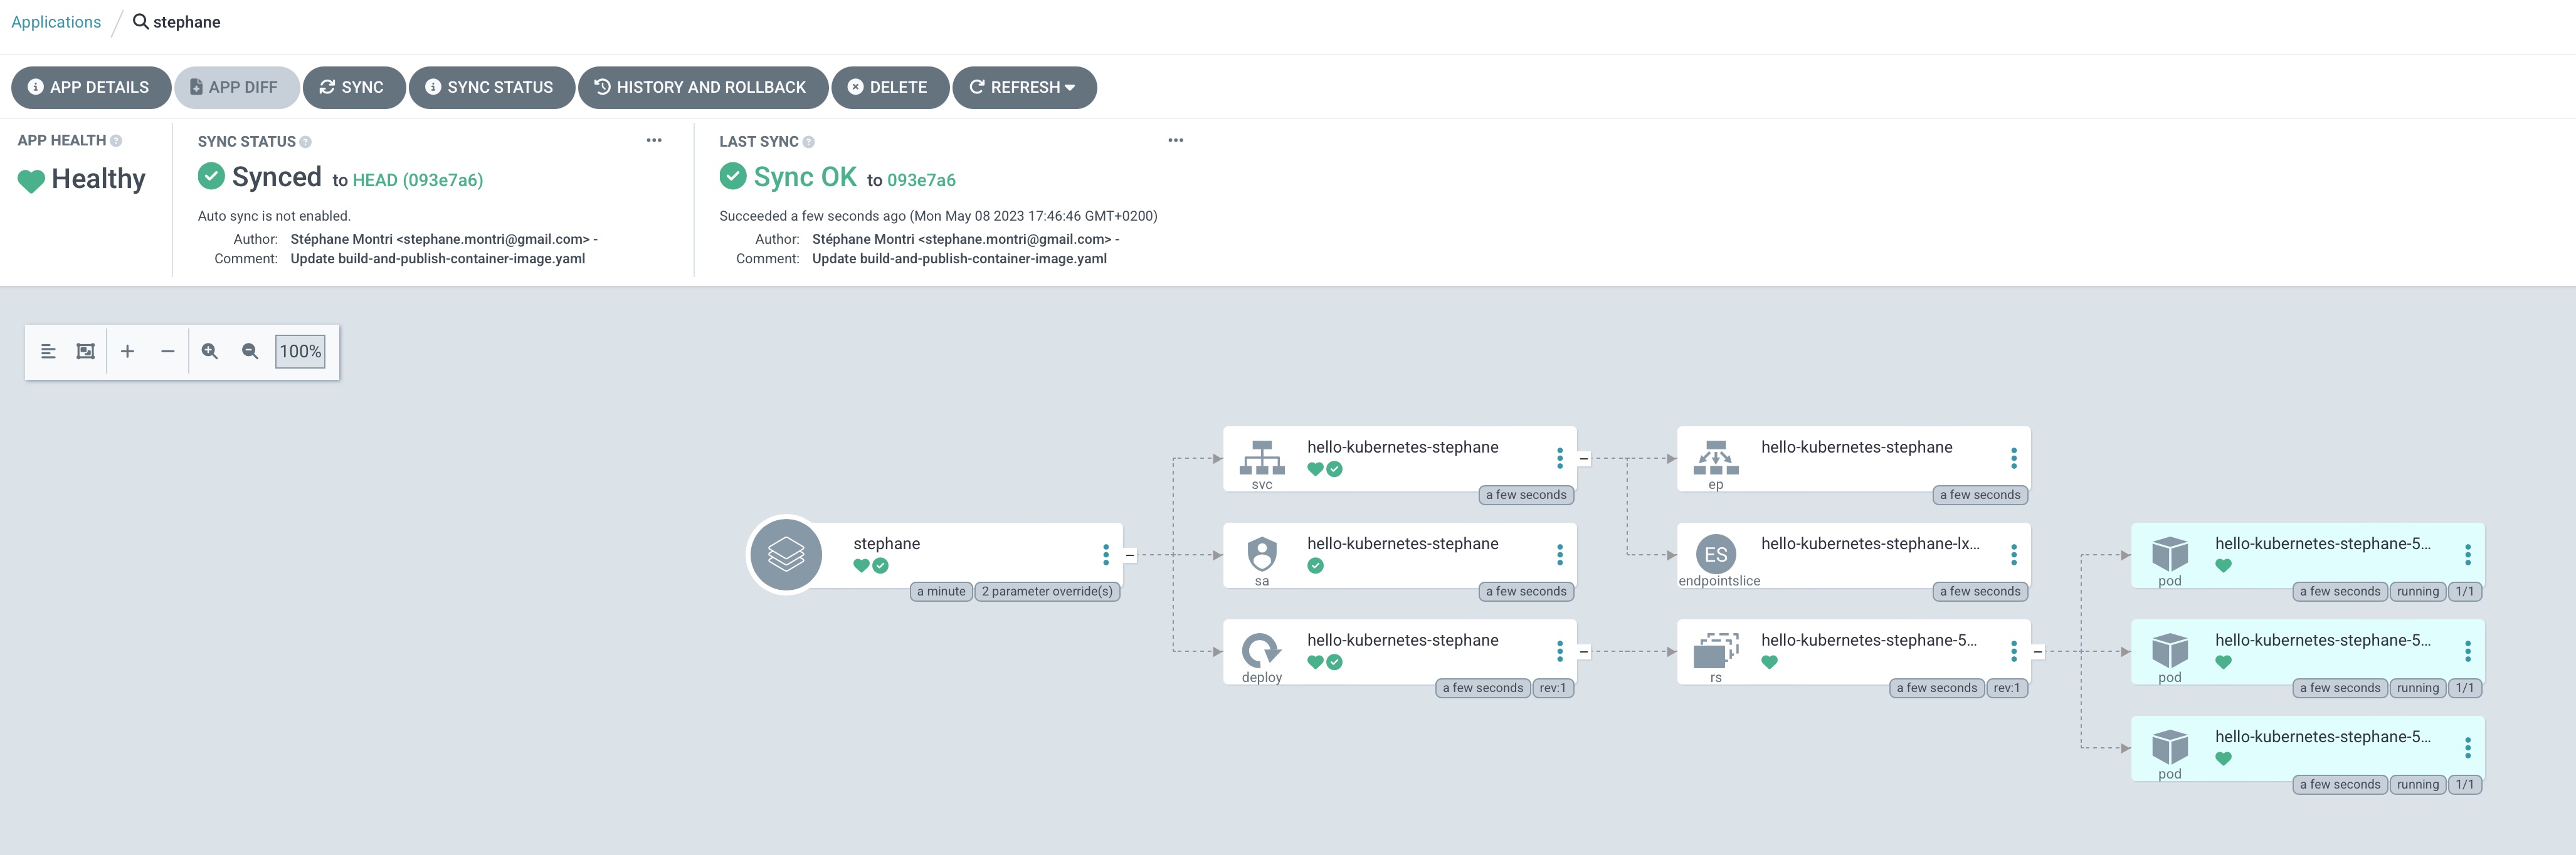 Applications / stephane
APP DETAILS
APP DIFF
SYNC
SYNC STATUS
HISTORY AND ROLLBACK
DELETE
REFRESH
APP HEALTH
Healthy
SYNC STATUS
Synced to HEAD (093e7a6)
Auto sync is not enabled.
Author: Stéphane Montri <stephane.montri@gmail.com> -
Comment: Update build-and-publish-container-image.yaml
LAST SYNC
Sync OK to 093e7a6
Succeeded a few seconds ago (Mon May 08 2023 17:46:46 GMT+0200)
Author: Stéphane Montri <stephane.montri@gmail.com> -
Comment: Update build-and-publish-container-image.yaml
100%
stephane
a minute
2 parameter override(s)
hello-kubernetes-stephane
svc
a few seconds
hello-kubernetes-stephane
sa
a few seconds
hello-kubernetes-stephane
deploy
a few seconds
rev:1
hello-kubernetes-stephane
ep
a few seconds
ES
hello-kubernetes-stephane-lx...
endpointslice
a few seconds
hello-kubernetes-stephane-5...
rs
a few seconds
rev:1
hello-kubernetes-stephane-5...
pod
a few seconds
running
1/1
hello-kubernetes-stephane-5...
pod
a few seconds
running
1/1
hello-kubernetes-stephane-5...
pod
a few seconds
running
1/1